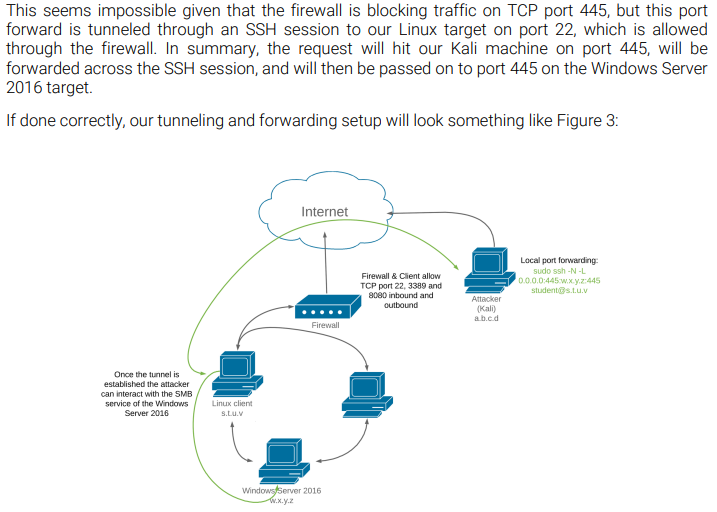 This seems impossible given that the firewall is blocking traffic on TCP port 445, but this port
forward is tunneled through an SSH session to our Linux target on port 22, which is allowed
through the firewall. In summary, the request will hit our Kali machine on port 445, will be
forwarded across the SSH session, and will then be passed on to port 445 on the Windows Server
2016 target.
If done correctly, our tunneling and forwarding setup will look something like Figure 3:
Internet
Local port forwarding:
sudo ssh -N -L
0.0.0.0:445:w.x.y.z:445
student@s.t.u.v
Firewall & Client allow
TCP port 22, 3389 and
8080 inbound and
outbound
Attacker
(Kali)
a.b.c.d
Firewall
Once the tunnel is
established the attacker
can interact with the SMB
service of the Windows
Server 2016
Linux client
s.t.u.v
Windows Server 2016
w.x.y.z